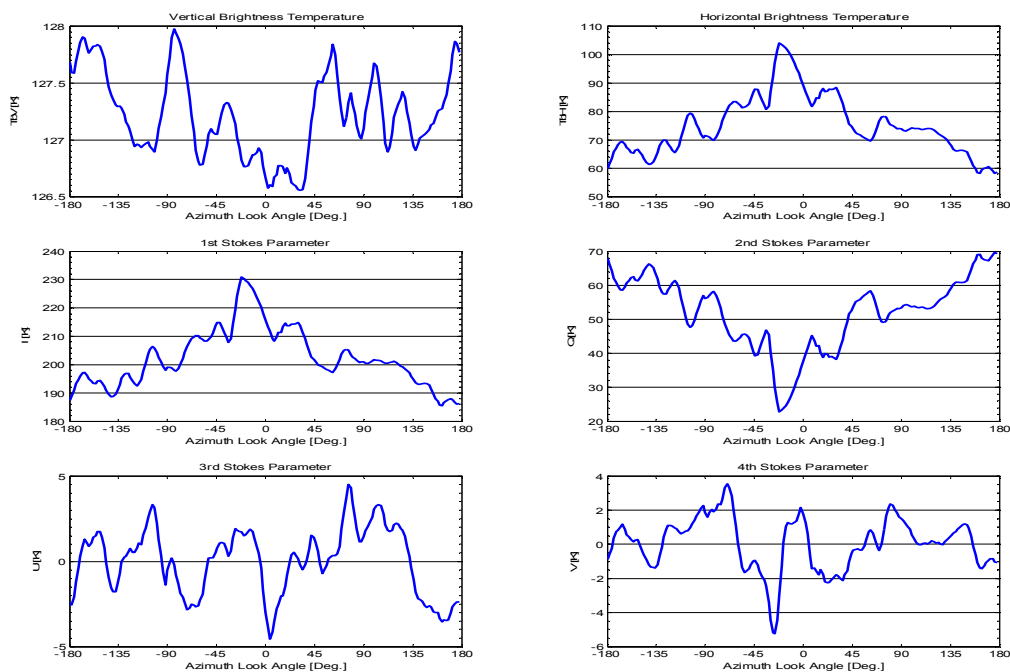 Vertical Brightness Temperature
128
127.5
127
126.5
TbV[K]
-180 -135 -90 -45 0 45 90 135 180
Azimuth Look Angle [Deg.]
Horizontal Brightness Temperature
110
100
90
80
70
60
50
TbH[K]
-180 -135 -90 -45 0 45 90 135 180
Azimuth Look Angle [Deg.]
1st Stokes Parameter
240
230
220
210
200
190
180
I [K]
-180 -135 -90 -45 0 45 90 135 180
Azimuth Look Angle [Deg.]
2nd Stokes Parameter
70
60
50
40
30
20
Q[K]
-180 -135 -90 -45 0 45 90 135 180
Azimuth Look Angle [Deg.]
3rd Stokes Parameter
5
0
-5
U[K]
-180 -135 -90 -45 0 45 90 135 180
Azimuth Look Angle [Deg.]
4th Stokes Parameter
4
2
0
-2
-4
-6
V[K]
-180 -135 -90 -45 0 45 90 135 180
Azimuth Look Angle [Deg.]